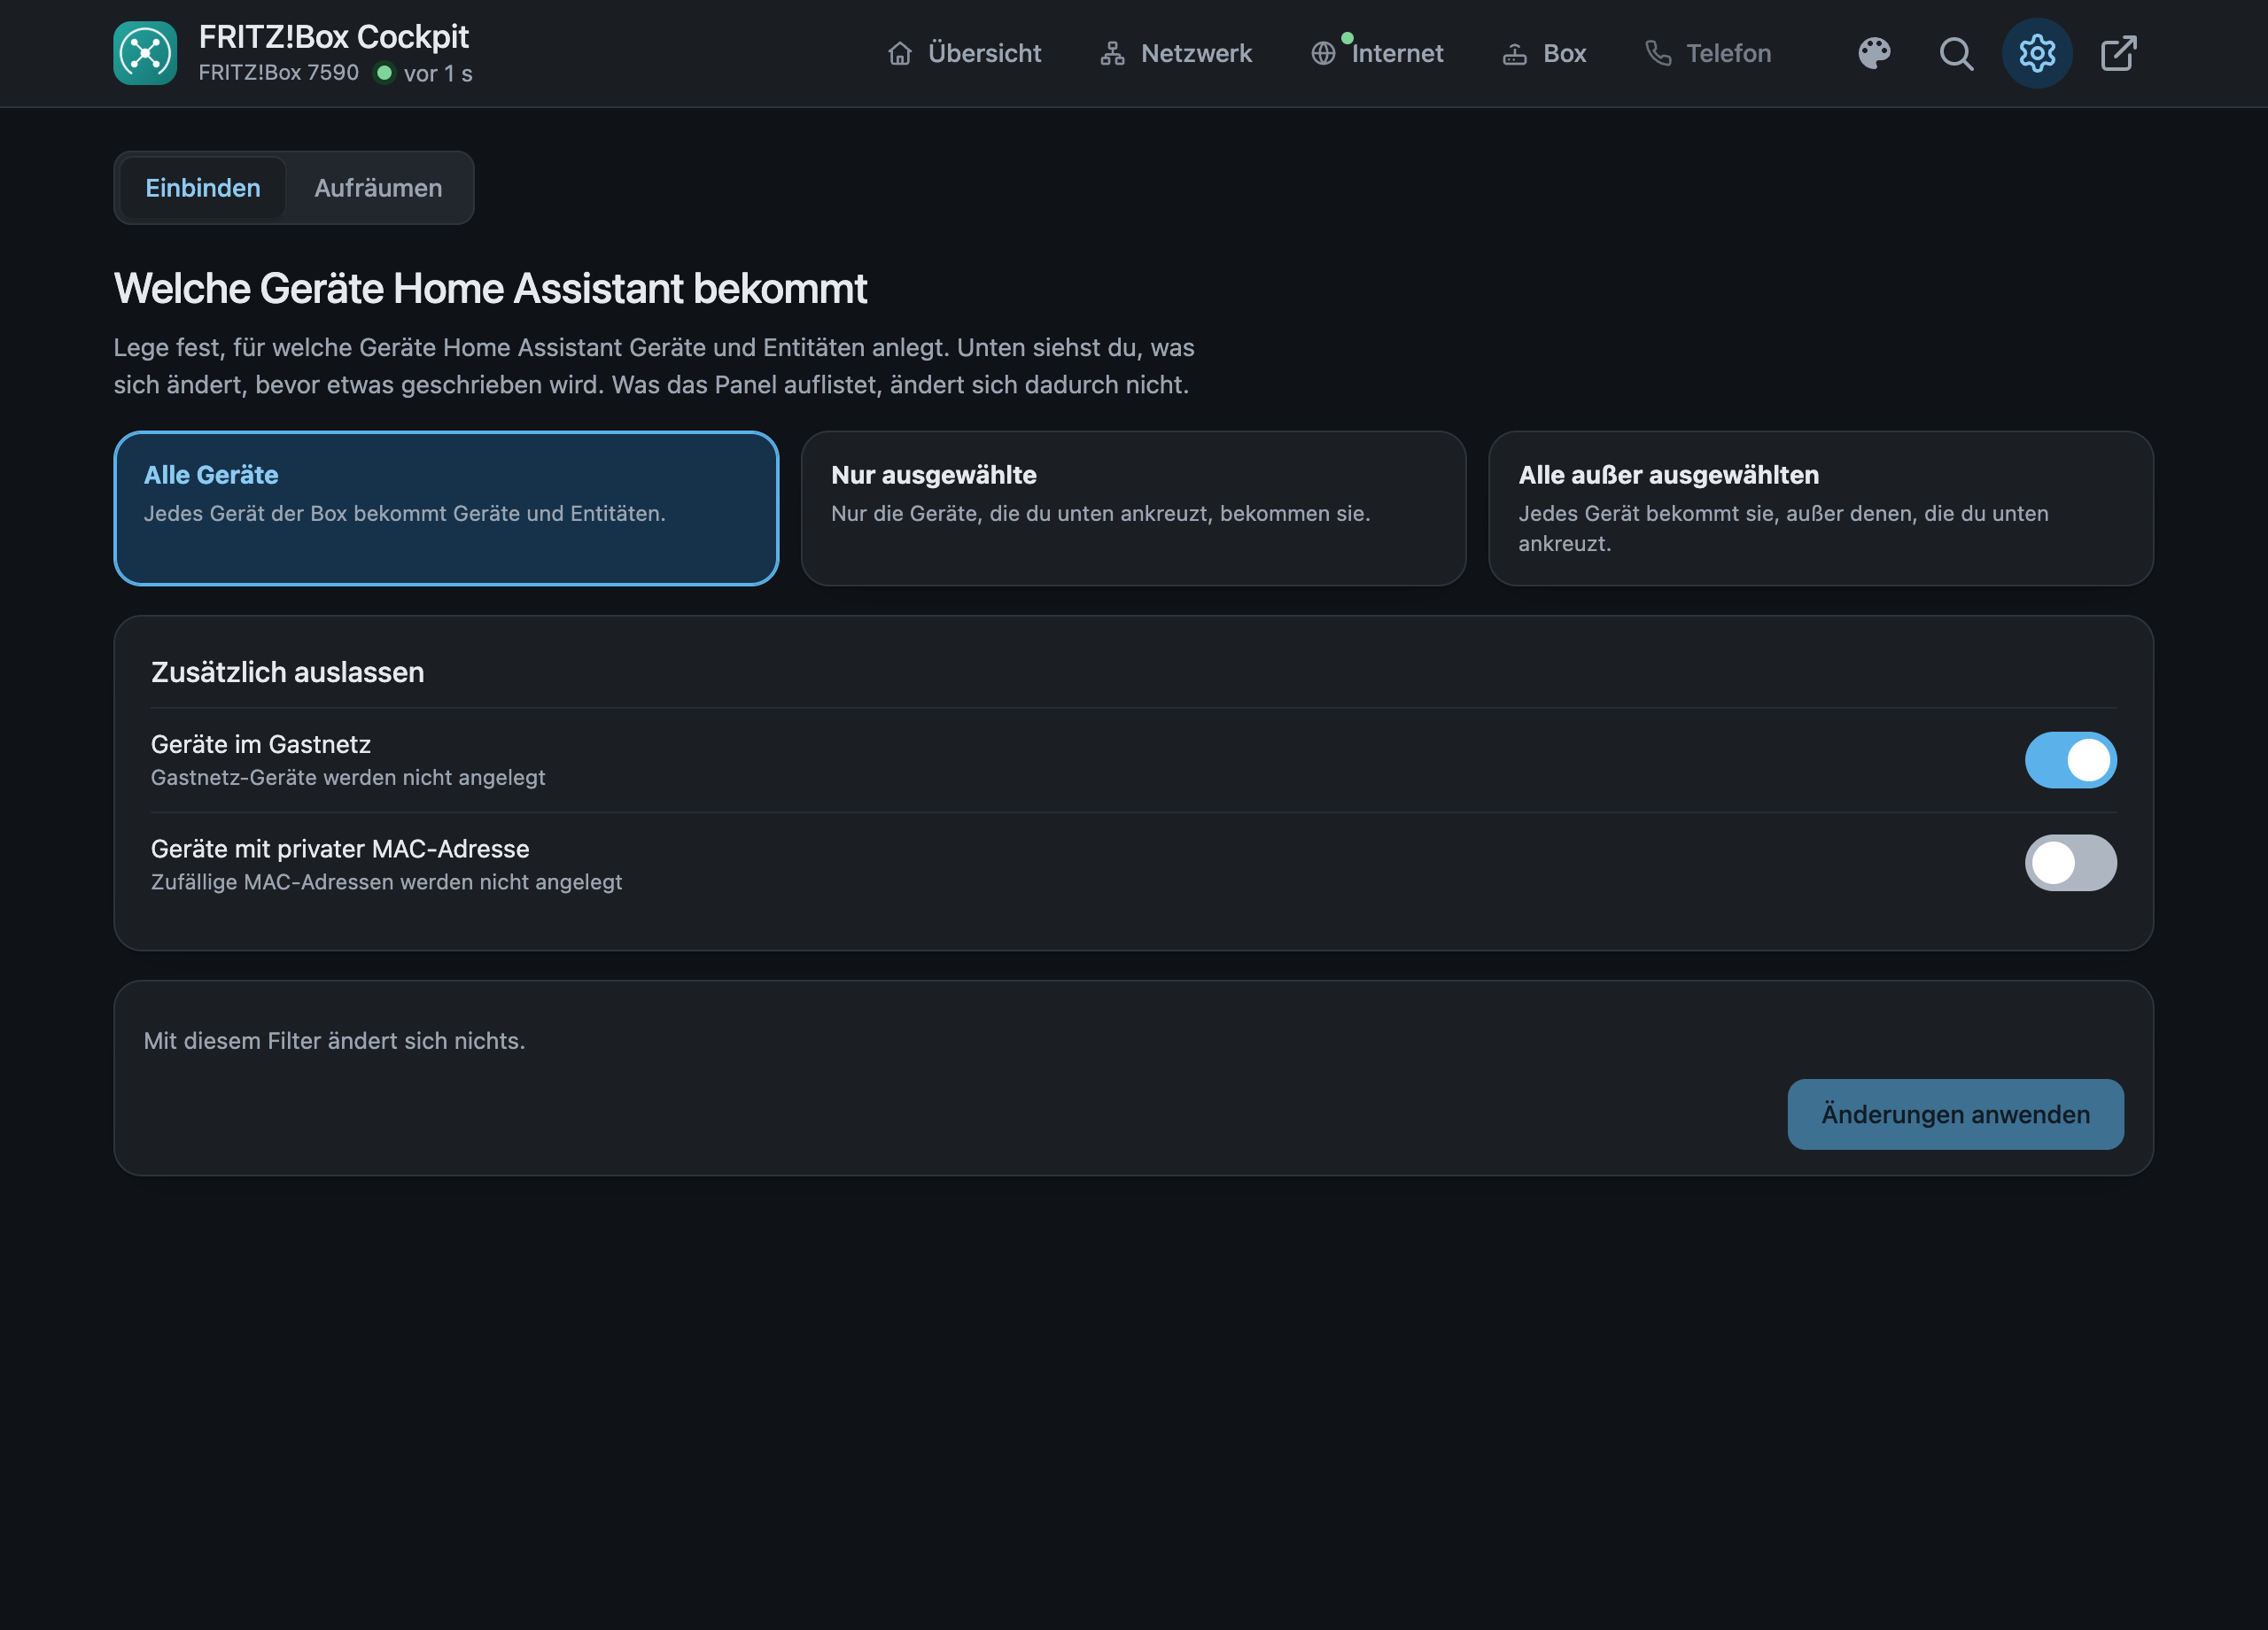 FRITZ!Box Cockpit
FRITZ!Box 7590 vor 1 s
Übersicht
Netzwerk
Internet
Box
Telefon
Einbinden
Aufräumen
Welche Geräte Home Assistant bekommt
Lege fest, für welche Geräte Home Assistant Geräte und Entitäten anlegt. Unten siehst du, was
sich ändert, bevor etwas geschrieben wird. Was das Panel auflistet, ändert sich dadurch nicht.
Alle Geräte
Jedes Gerät der Box bekommt Geräte und Entitäten.
Nur ausgewählte
Nur die Geräte, die du unten ankreuzt, bekommen sie.
Alle außer ausgewählten
Jedes Gerät bekommt sie, außer denen, die du unten
ankreuzt.
Zusätzlich auslassen
Geräte im Gastnetz
Gastnetz-Geräte werden nicht angelegt
Geräte mit privater MAC-Adresse
Zufällige MAC-Adressen werden nicht angelegt
Mit diesem Filter ändert sich nichts.
Änderungen anwenden